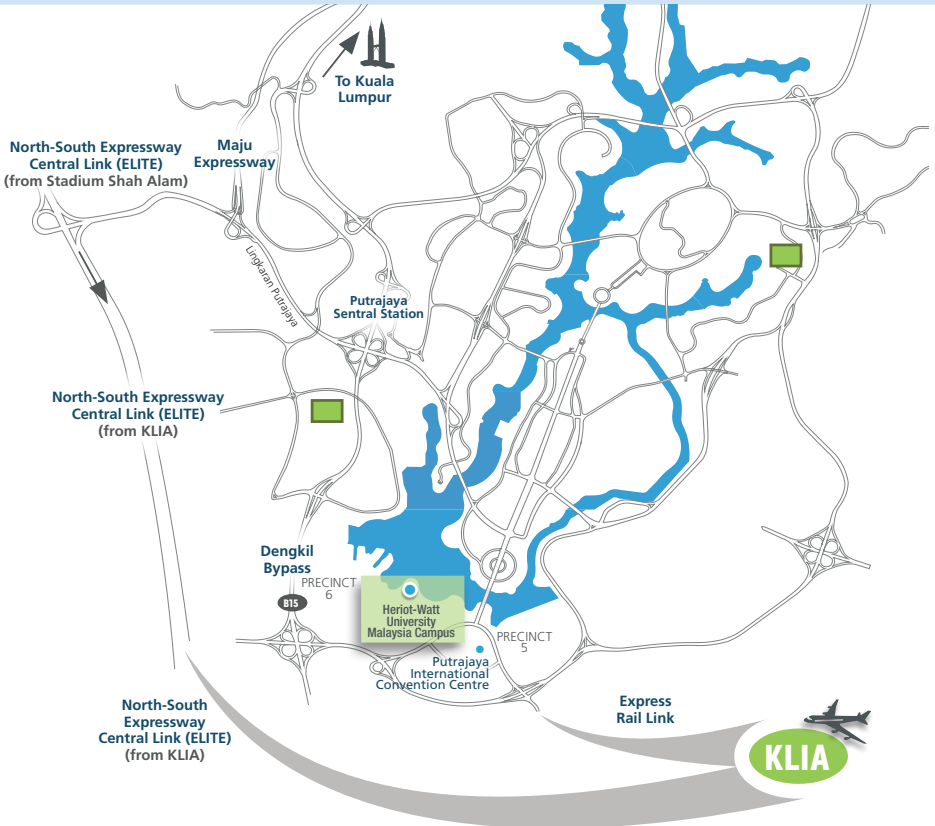 To Kuala
Lumpur
North-South Expressway
Central Link (ELITE)
(from Stadium Shah Alam)
Maju
Expressway
Lingkaran Putrajaya
Putrajaya
Sentral Station
North-South Expressway
Central Link (ELITE)
(from KLIA)
Dengkil
Bypass
PRECINCT
6
B15
Heriot-Watt
University
Malaysia Campus
PRECINCT
5
Putrajaya
International
Convention Centre
North-South
Expressway
Central Link (ELITE)
(from KLIA)
Express
Rail Link
KLIA